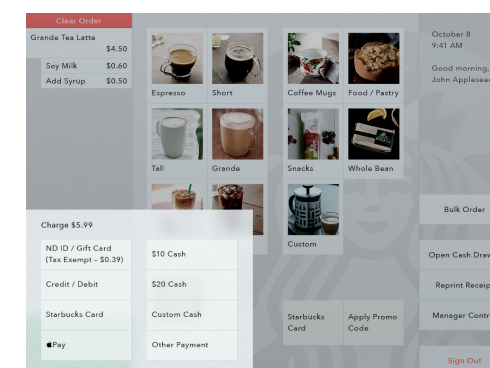 Clear Order
Grande Tea Latte
$4.50
Soy Milk $0.60
Add Syrup $0.50
Espresso
Short
Coffee Mugs
Food / Pastry
Tall
Grande
Snacks
Whole Bean
Custom
Starbucks
Card
Apply Promo
Code
October 8
9:41 AM
Good morning,
John Appleseed
Bulk Order
Open Cash Draw
Reprint Receip
Manager Contr
Sign Out
Charge $5.99
ND ID / Gift Card
(Tax Exempt - $0.39)
$10 Cash
Credit / Debit
$20 Cash
Starbucks Card
Custom Cash
Pay
Other Payment